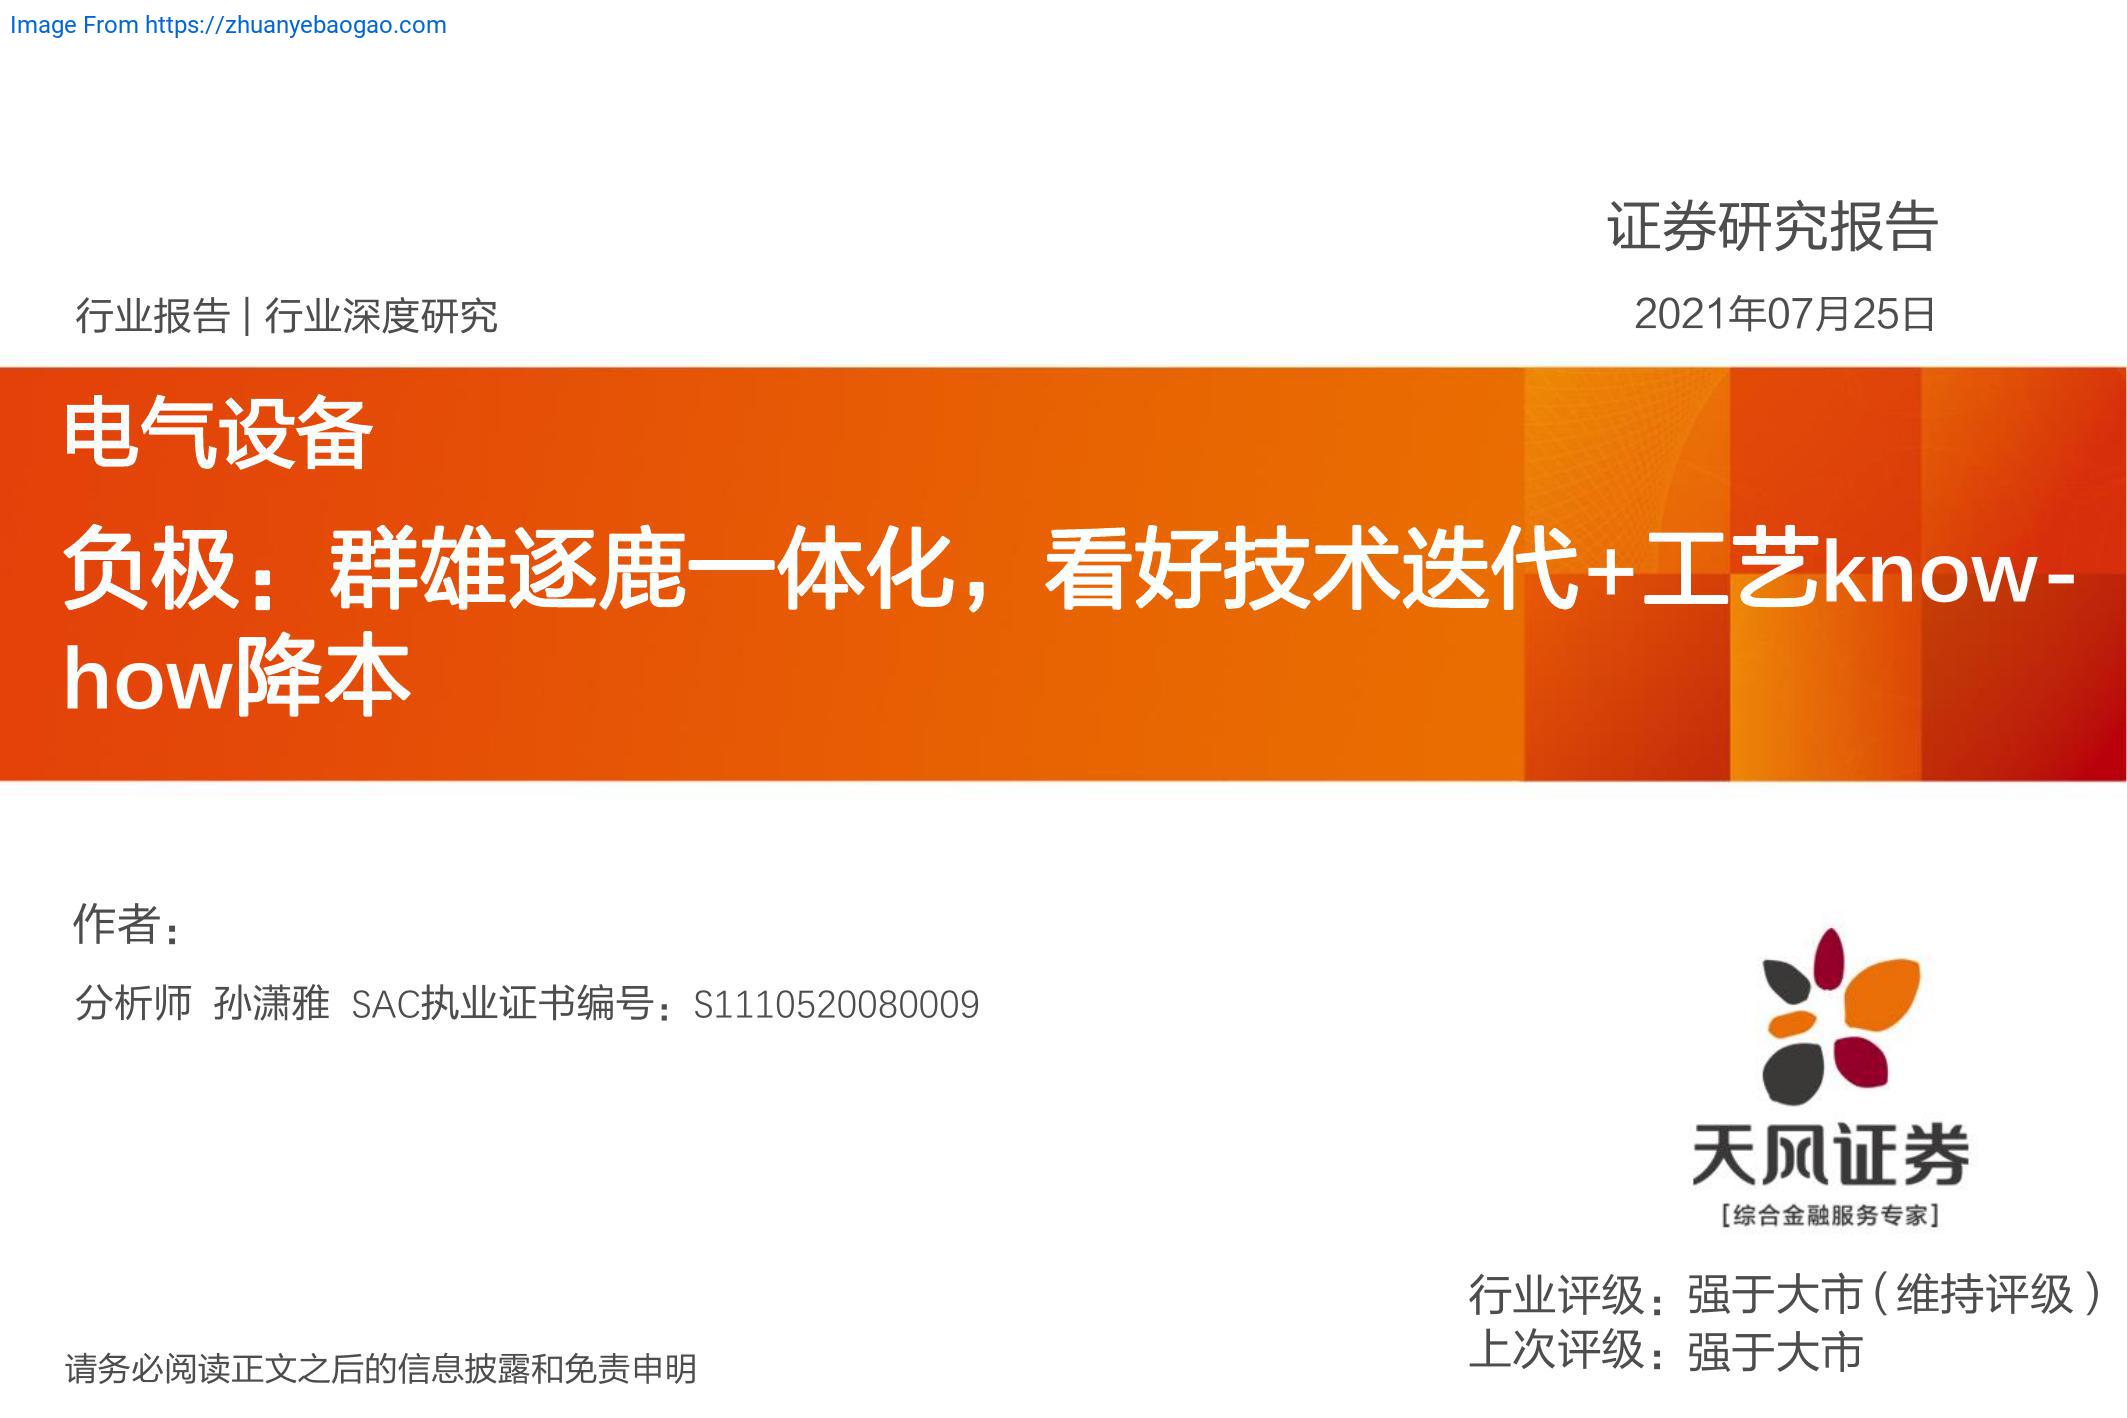 Image From https://zhuanyebaogao.com
证券研究报告
行业报告 | 行业深度研究
2021年07月25日
电气设备
负极：群雄逐鹿一体化，看好技术迭代+工艺know-
how降本
作者：
分析师 孙潇雅 SAC执业证书编号：S1110520080009
天风证券
[综合金融服务专家]
行业评级：强于大市（维持评级）
上次评级：强于大市
请务必阅读正文之后的信息披露和免责申明